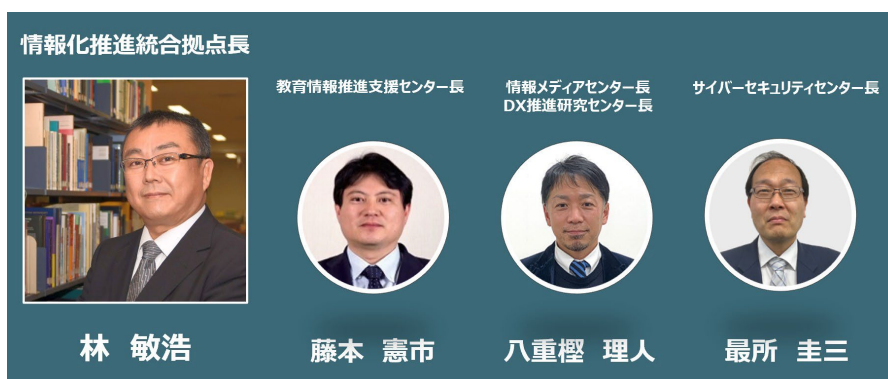 情報化推進統合拠点長
教育情報推進支援センター長
情報メディアセンター長
DX推進研究センター長
サイバーセキュリティセンター長
林 敏浩
藤本 憲市
八重樫 理人
最所 圭三